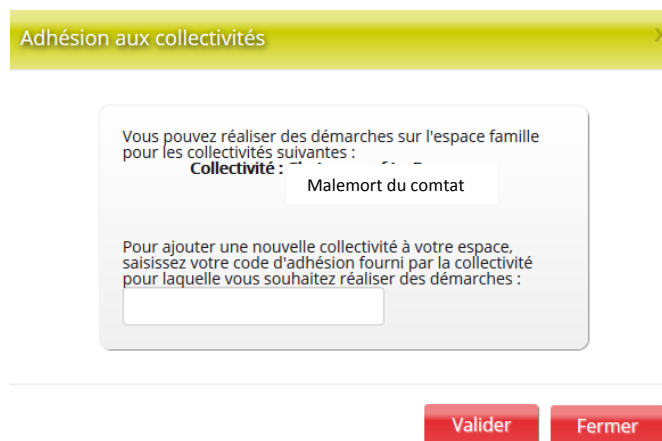 Adhésion aux collectivités
x
Vous pouvez réaliser des démarches sur l'espace famille
pour les collectivités suivantes :
Collectivité :
Malemort du comtat
Pour ajouter une nouvelle collectivité à votre espace,
saisissez votre code d'adhésion fourni par la collectivité
pour laquelle vous souhaitez réaliser des démarches :
Valider
Fermer